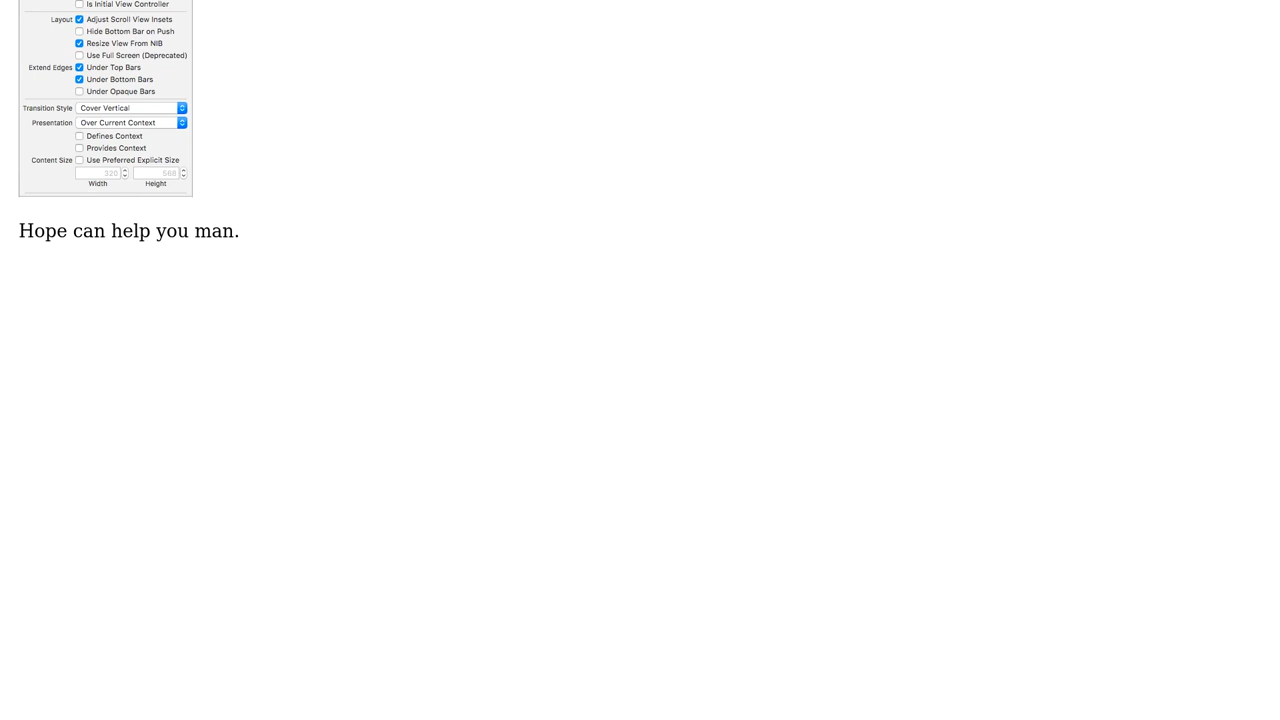 Is Initial View Controller
Layout Adjust Scroll View Insets
Hide Bottom Bar on Push
Resize View From NIB
Use Full Screen (Deprecated)
Extend Edges Under Top Bars
Under Bottom Bars
Under Opaque Bars
Transition Style Cover Vertical
Presentation Over Current Context
Defines Context
Provides Context
Content Size Use Preferred Explicit Size
320 568
Width Height
Hope can help you man.